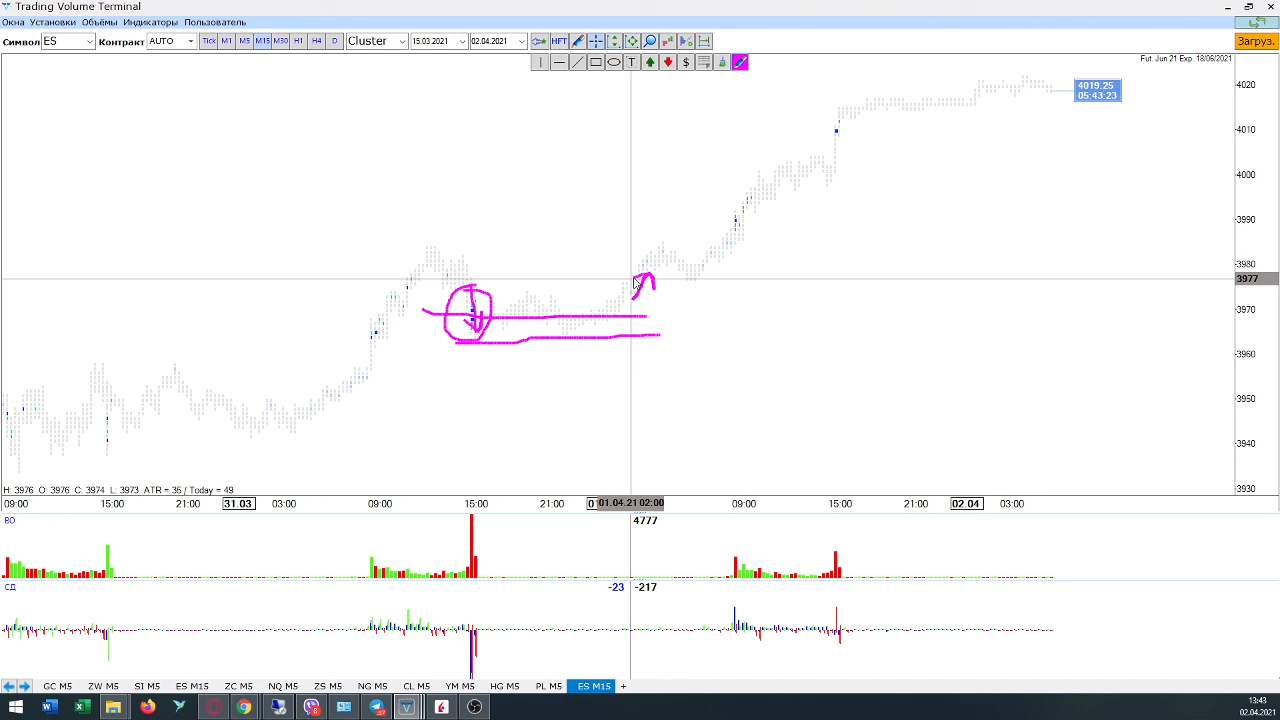 Trading Volume Terminal
Окна Установки Объёмы Индикаторы Пользователь
Символ ES Контракт AUTO Tick M1 M5 M15 M30 H1 H4 D Cluster 15.03.2021 02.04.2021 HFT Загруз.
T $
Fut. Jun 21 Exp. 18/06/2021
4019.25
05:43:23
4020
4010
4000
3990
3980
3977
3970
3960
3950
3940
3930
H: 3976 O: 3976 C: 3974 L: 3973 ATR = 35 / Today = 49
09:00 15:00 21:00 31.03 03:00 09:00 15:00 21:00 0 01.04.21 02:00 09:00 15:00 21:00 02.04 03:00
ВО 4777
СД -23 -217
GC M5 ZW M5 SI M5 ES M15 ZC M5 NQ M5 ZS M5 NG M5 CL M5 YM M5 HG M5 PL M5 ES M15 +
13:43
02.04.2021